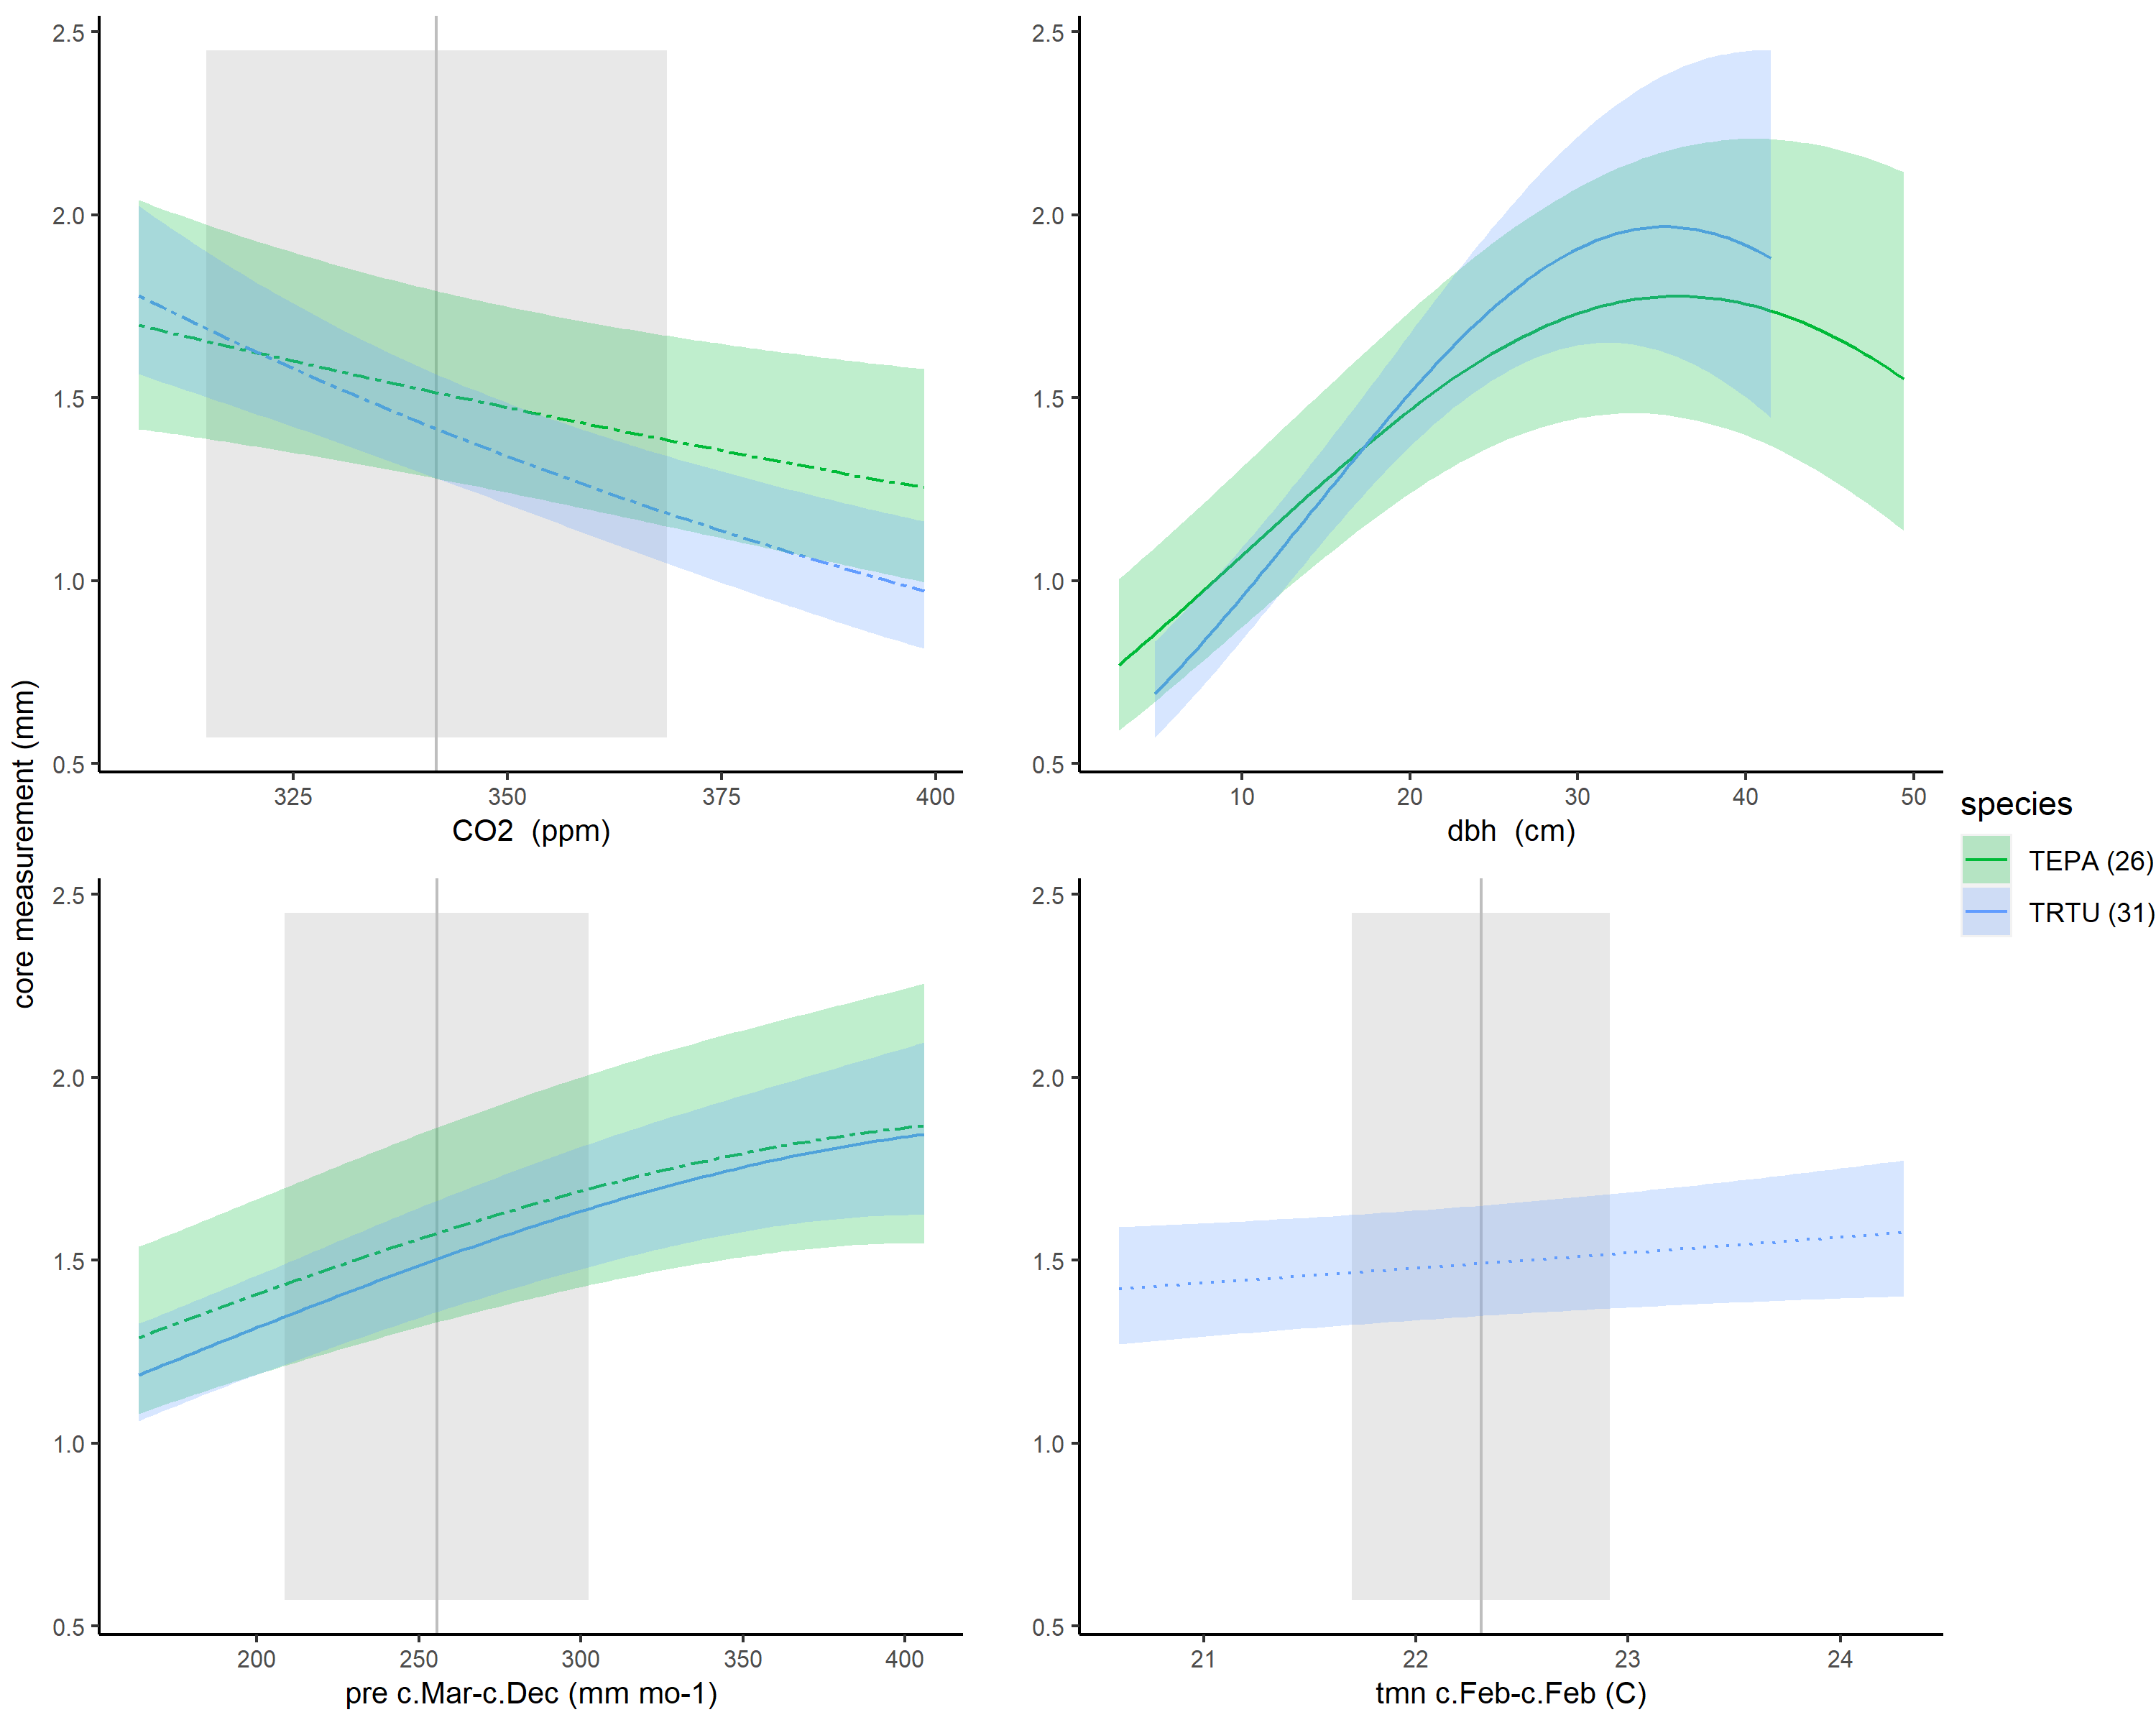 core measurement (mm)
2.5
2.0
1.5
1.0
0.5
325 350 375 400
CO2 (ppm)
2.5
2.0
1.5
1.0
0.5
10 20 30 40 50
dbh (cm)
2.5
2.0
1.5
1.0
0.5
200 250 300 350 400
pre c.Mar-c.Dec (mm mo-1)
2.5
2.0
1.5
1.0
0.5
21 22 23 24
tmn c.Feb-c.Feb (C)
species
TEPA (26)
TRTU (31)